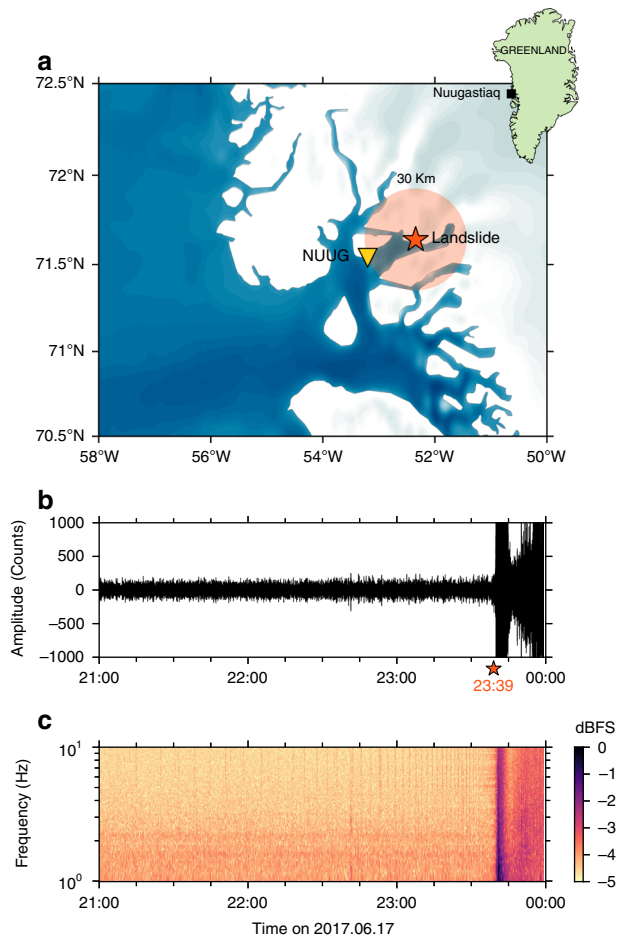 a
GREENLAND
Nuugastiaq
72.5°N
72°N
71.5°N
71°N
70.5°N
30 Km
Landslide
NUUG
58°W 56°W 54°W 52°W 50°W
b
Amplitude (Counts)
1000
500
0
−500
−1000
21:00 22:00 23:00 00:00
23:39
c
Frequency (Hz)
10¹
10⁰
21:00 22:00 23:00 00:00
Time on 2017.06.17
dBFS
0
−1
−2
−3
−4
−5